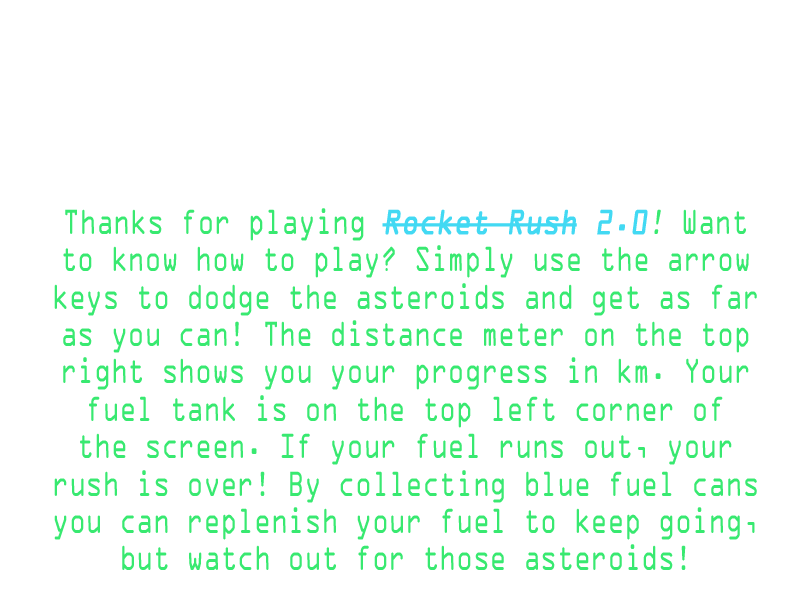 Thanks for playing Rocket Rush 2.0! Want
to know how to play? Simply use the arrow
keys to dodge the asteroids and get as far
as you can! The distance meter on the top
right shows you your progress in km. Your
fuel tank is on the top left corner of
the screen. If your fuel runs out, your
rush is over! By collecting blue fuel cans
you can replenish your fuel to keep going,
but watch out for those asteroids!